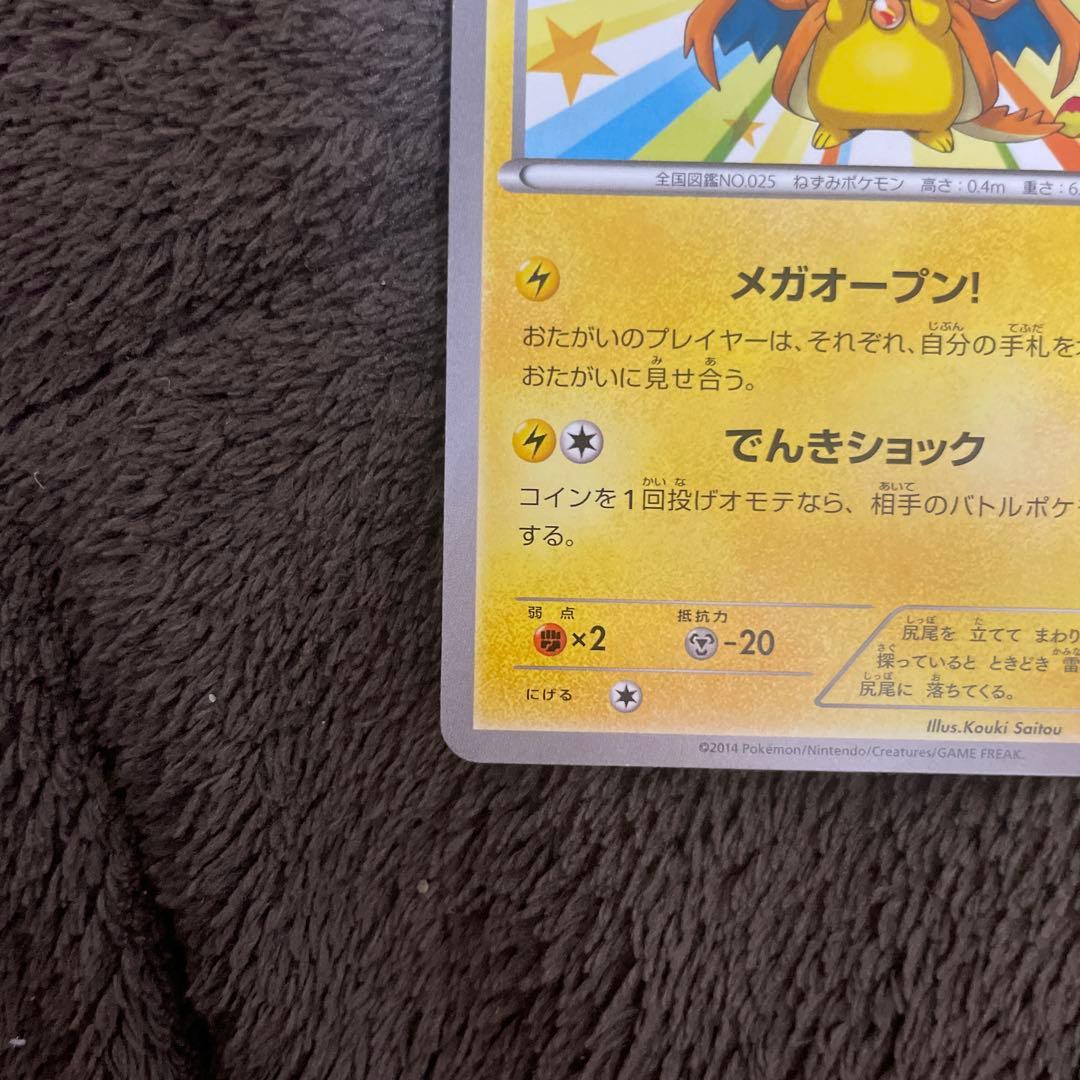 全国図鑑NO.025 ねずみポケモン 高さ:0.4m 重さ:6.
メガオープン!
おたがいのプレイヤーは、それぞれ、自分の手札を
おたがいに見せ合う。
でんきショック
コインを1回投げオモテなら、相手のバトルポケ
する。
弱点 抵抗力
×2 -20
にげる
尻尾を 立てて まわり
探っていると ときどき 雷
尻尾に 落ちてくる。
Illus.Kouki Saitou
©2014 Pokémon/Nintendo/Creatures/GAME FREAK.